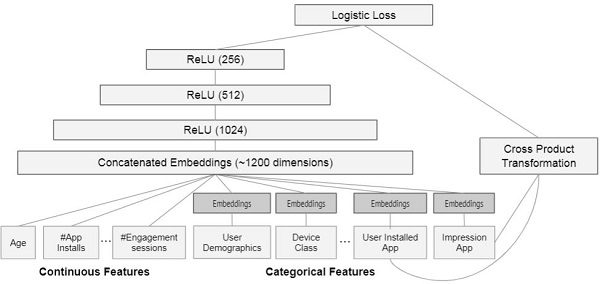 Logistic Loss
ReLU (256)
ReLU (512)
ReLU (1024)
Concatenated Embeddings (~1200 dimensions)
Cross Product
Transformation
Embeddings
Embeddings
Embeddings
Embeddings
Age
#App
Installs
...
#Engagement
sessions
User
Demographics
Device
Class
...
User Installed
App
Impression
App
Continuous Features
Categorical Features